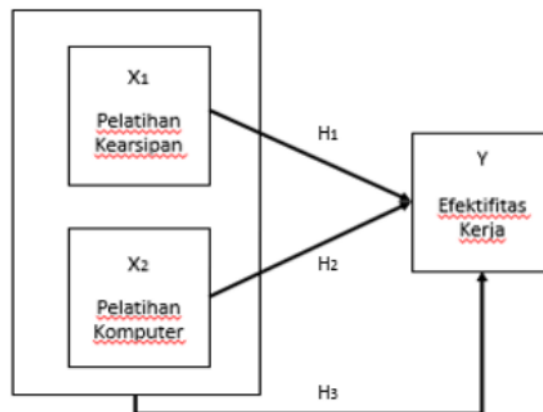 X1
Pelatihan
Kearsipan
H1
Y
Efektifitas
Kerja
X2
Pelatihan
Komputer
H2
H3